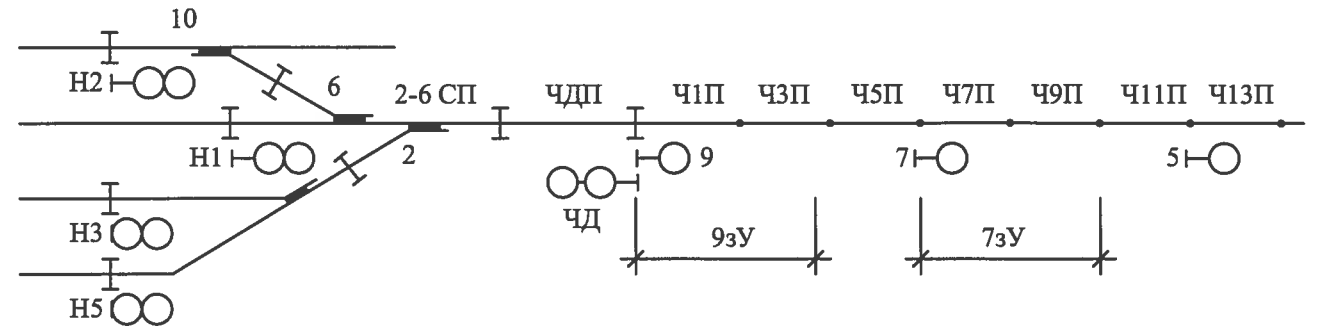 10
Н2
6
2-6 СП
ЧДП
Ч1П
Ч3П
Ч5П
Ч7П
Ч9П
Ч11П
Ч13П
Н1
2
9
7
5
ЧД
Н3
9зУ
7зУ
Н5